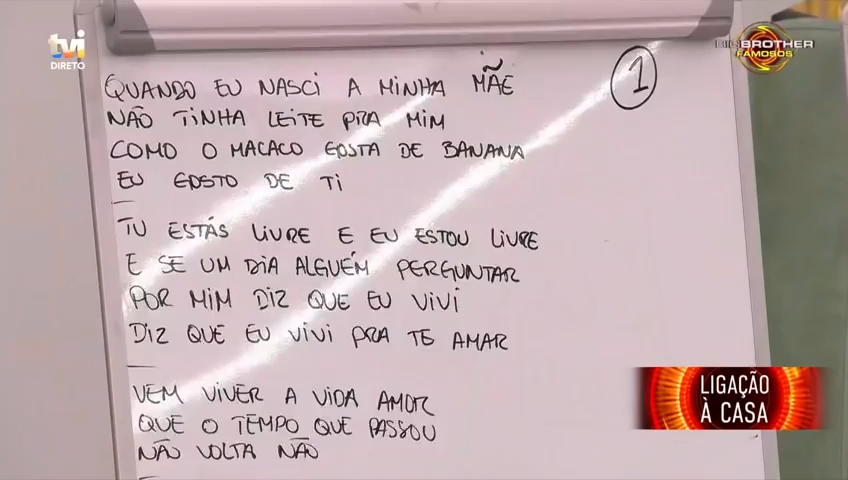 tvi
DIRETO
BIG BROTHER
FAMOSOS
1
QUANDO EU NASCI A MINHA MÃE
NÃO TINHA LEITE PRA MIM
COMO O MACACO GOSTA DE BANANA
EU GOSTO DE TI
TU ESTÁS LIVRE E EU ESTOU LIVRE
E SE UM DIA ALGUÉM PERGUNTAR
POR MIM DIZ QUE EU VIVI
DIZ QUE EU VIVI PRA TE AMAR
VEM VIVER A VIDA AMOR
QUE O TEMPO QUE PASSOU
NÃO VOLTA NÃO
LIGAÇÃO
À CASA